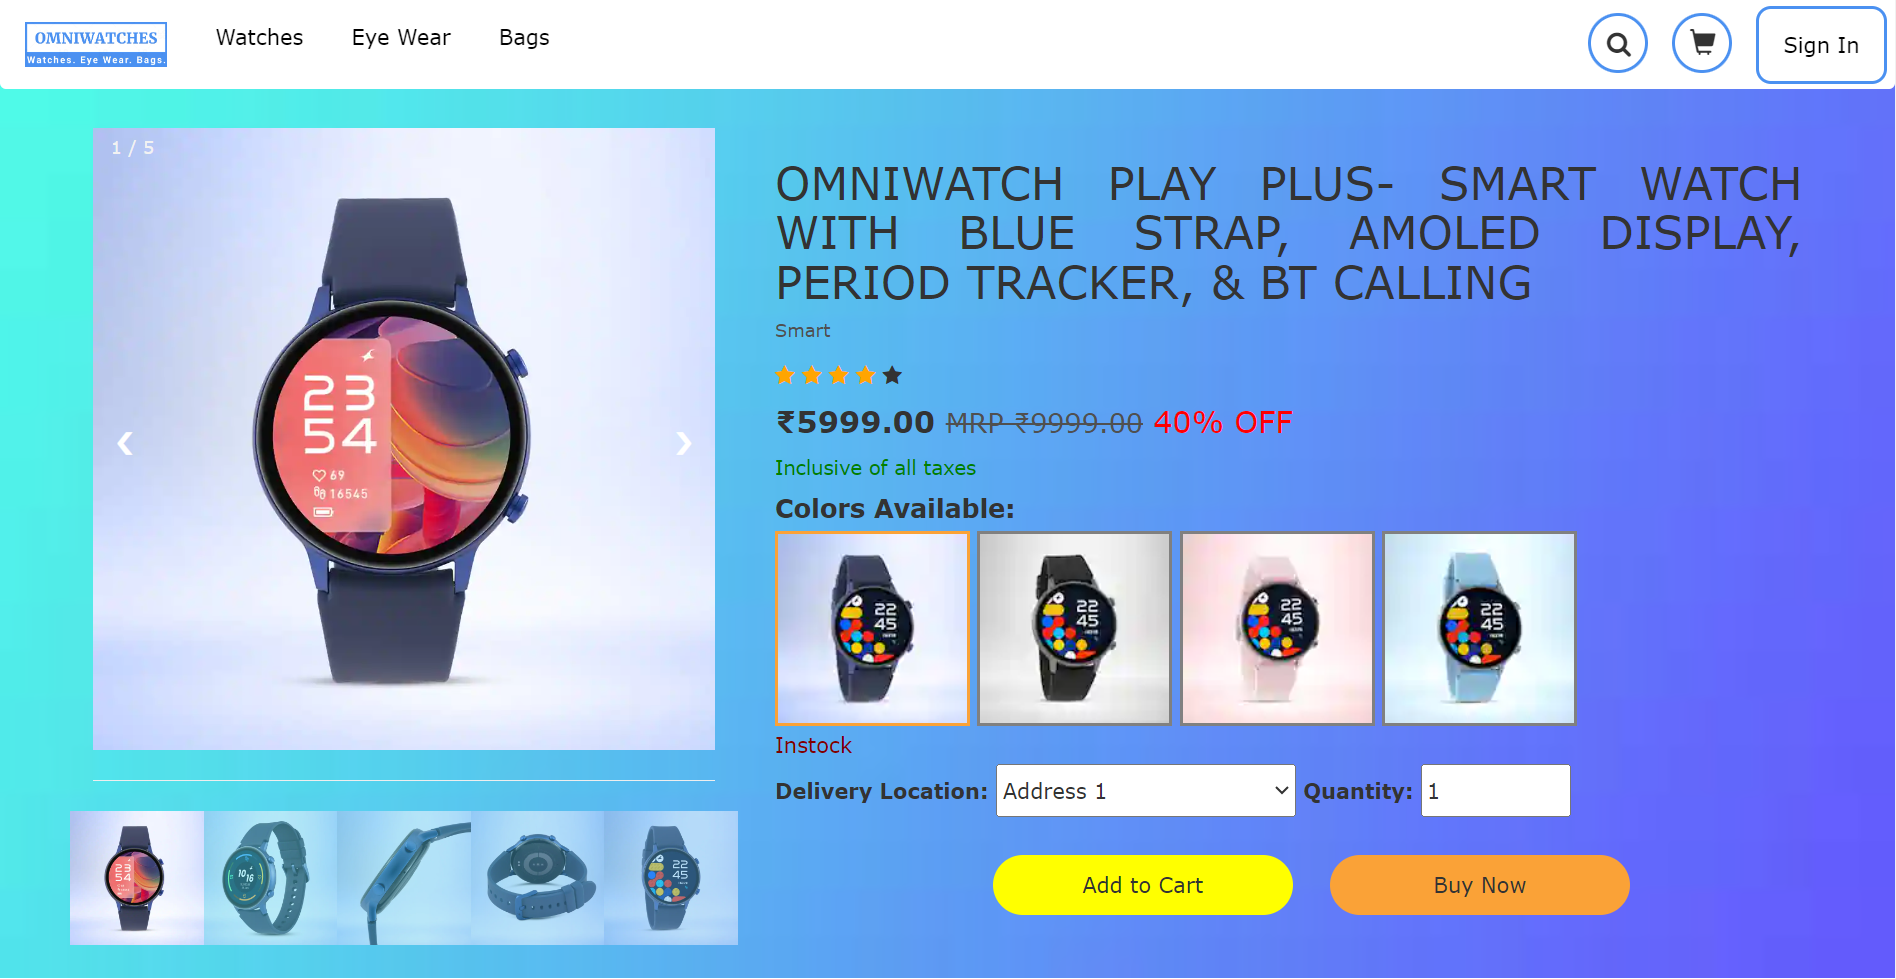 OMNIWATCHES
Watches. Eye Wear. Bags.
Watches Eye Wear Bags
Sign In
1 / 5
23
54
69
16545
OMNIWATCH PLAY PLUS- SMART WATCH
WITH BLUE STRAP, AMOLED DISPLAY,
PERIOD TRACKER, & BT CALLING
Smart
₹5999.00 MRP ₹9999.00 40% OFF
Inclusive of all taxes
Colors Available:
22
45
22
45
22
45
22
45
Instock
Delivery Location: Address 1 Quantity: 1
23
54
10 16
22
45
Add to Cart Buy Now